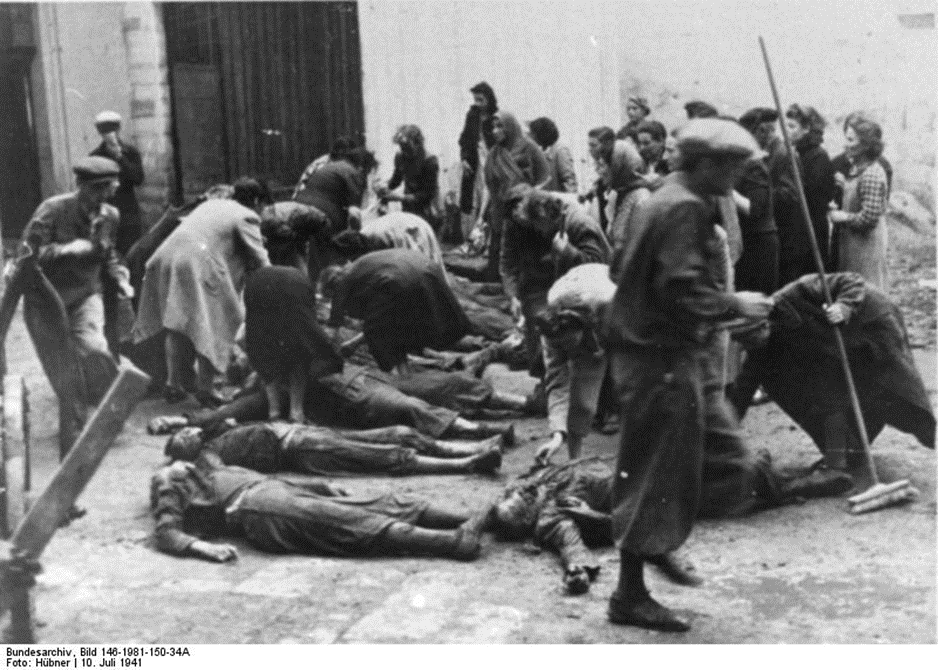 Bundesarchiv, Bild 146-1981-150-34A
Foto: Hübner | 10. Juli 1941